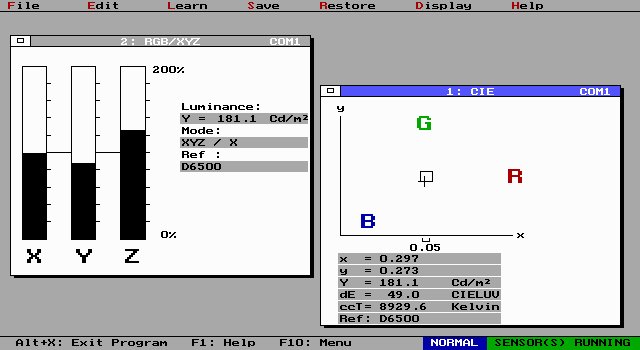 File Edit Learn Save Restore Display Help
2: RGB/XYZ COM1
200%
Luminance:
Y = 181.1 Cd/m²
Mode:
XYZ / X
Ref :
D6500
0%
X Y Z
1: CIE COM1
y
G
R
B
x
0.05
x = 0.297
y = 0.273
Y = 181.1 Cd/m²
dE = 49.0 CIELUV
ccT= 8929.6 Kelvin
Ref: D6500
Alt+X: Exit Program F1: Help F10: Menu NORMAL SENSOR(S) RUNNING